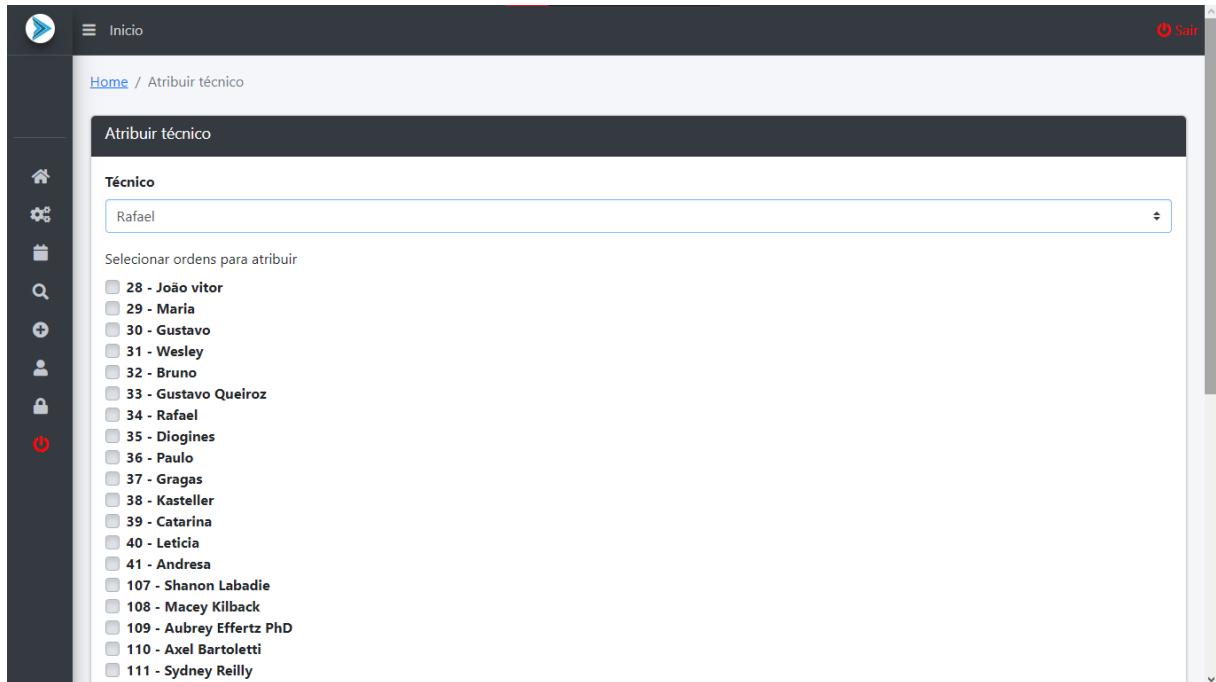 Inicio
Sair
Home / Atribuir técnico
Atribuir técnico
Técnico
Rafael
Selecionar ordens para atribuir
28 - João vitor
29 - Maria
30 - Gustavo
31 - Wesley
32 - Bruno
33 - Gustavo Queiroz
34 - Rafael
35 - Diogines
36 - Paulo
37 - Gragas
38 - Kasteller
39 - Catarina
40 - Leticia
41 - Andresa
107 - Shanon Labadie
108 - Macey Kilback
109 - Aubrey Effertz PhD
110 - Axel Bartoletti
111 - Sydney Reilly